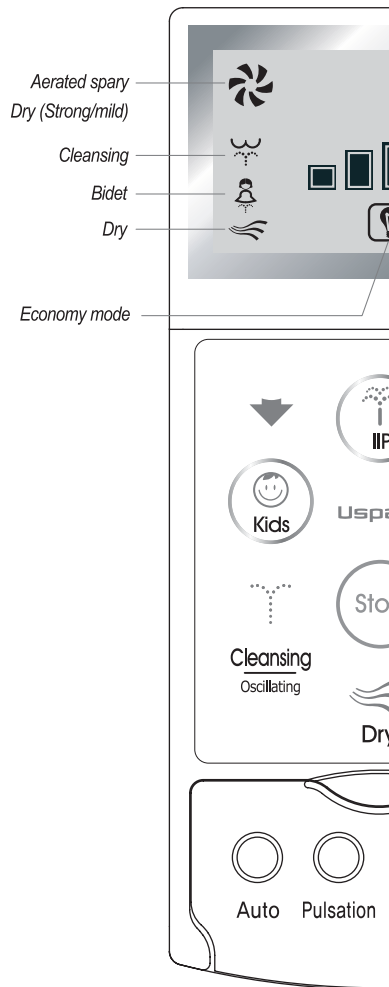 Aerated spary
Dry (Strong/mild)
Cleansing
Bidet
Dry
Economy mode
Kids
Cleansing
Oscillating
Auto Pulsation